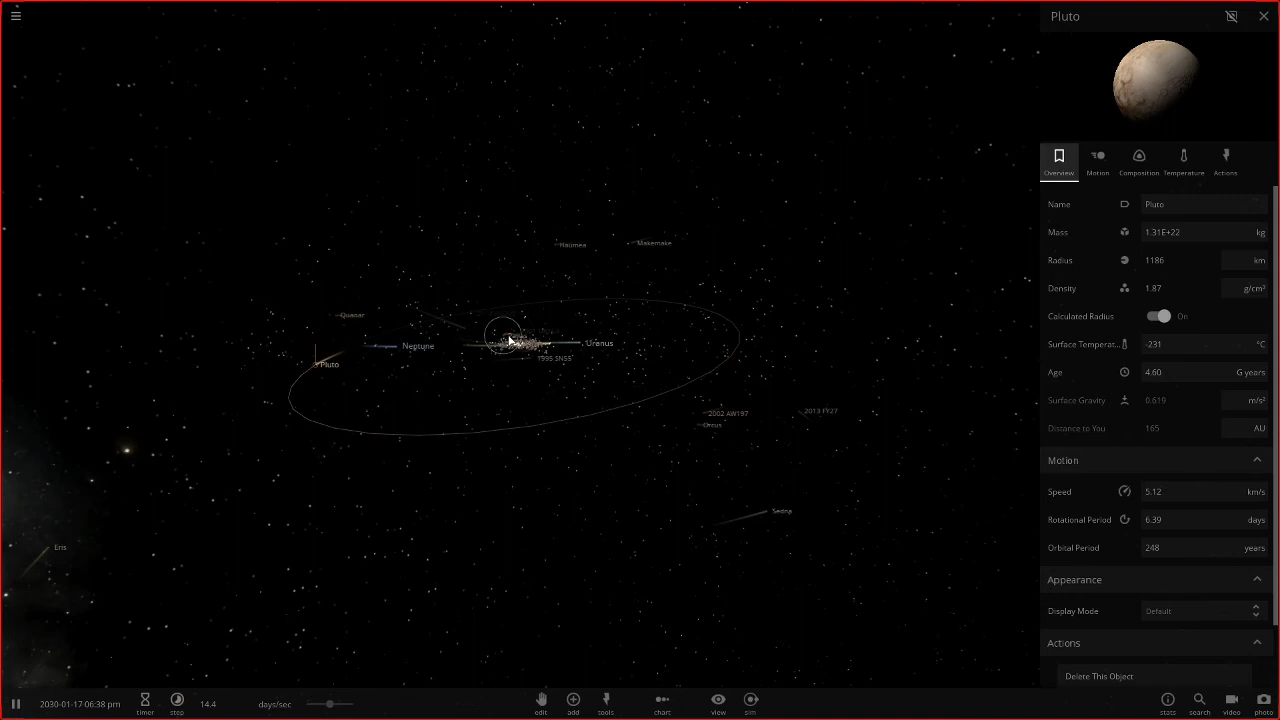 Pluto
Overview Motion Composition Temperature Actions
Name Pluto
Mass 1.31E+22 kg
Radius 1186 km
Density 1.87 g/cm³
Calculated Radius On
Surface Temperat... -231 °C
Age 4.60 G years
Surface Gravity 0.619 m/s²
Distance to You 165 AU
Motion
Speed 5.12 km/s
Rotational Period 6.39 days
Orbital Period 248 years
Appearance
Display Mode Default
Actions
Delete This Object
Haumea
Makemake
Quaoar
Neptune
Uranus
1995 SN55
Pluto
2002 AW197
2013 FY27
Orcus
Sedna
Eris
2030-01-17 06:38 pm timer step 14.4 days/sec edit add tools chart view sim stats search video photo